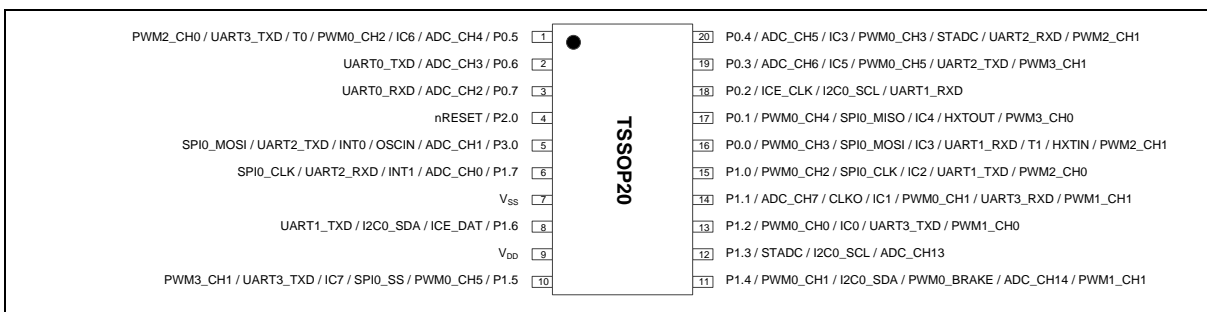 PWM2_CH0 / UART3_TXD / T0 / PWM0_CH2 / IC6 / ADC_CH4 / P0.5 1
UART0_TXD / ADC_CH3 / P0.6 2
UART0_RXD / ADC_CH2 / P0.7 3
nRESET / P2.0 4
SPI0_MOSI / UART2_TXD / INT0 / OSCIN / ADC_CH1 / P3.0 5
SPI0_CLK / UART2_RXD / INT1 / ADC_CH0 / P1.7 6
VSS 7
UART1_TXD / I2C0_SDA / ICE_DAT / P1.6 8
VDD 9
PWM3_CH1 / UART3_TXD / IC7 / SPI0_SS / PWM0_CH5 / P1.5 10
TSSOP20
20 P0.4 / ADC_CH5 / IC3 / PWM0_CH3 / STADC / UART2_RXD / PWM2_CH1
19 P0.3 / ADC_CH6 / IC5 / PWM0_CH5 / UART2_TXD / PWM3_CH1
18 P0.2 / ICE_CLK / I2C0_SCL / UART1_RXD
17 P0.1 / PWM0_CH4 / SPI0_MISO / IC4 / HXTOUT / PWM3_CH0
16 P0.0 / PWM0_CH3 / SPI0_MOSI / IC3 / UART1_RXD / T1 / HXTIN / PWM2_CH1
15 P1.0 / PWM0_CH2 / SPI0_CLK / IC2 / UART1_TXD / PWM2_CH0
14 P1.1 / ADC_CH7 / CLKO / IC1 / PWM0_CH1 / UART3_RXD / PWM1_CH1
13 P1.2 / PWM0_CH0 / IC0 / UART3_TXD / PWM1_CH0
12 P1.3 / STADC / I2C0_SCL / ADC_CH13
11 P1.4 / PWM0_CH1 / I2C0_SDA / PWM0_BRAKE / ADC_CH14 / PWM1_CH1